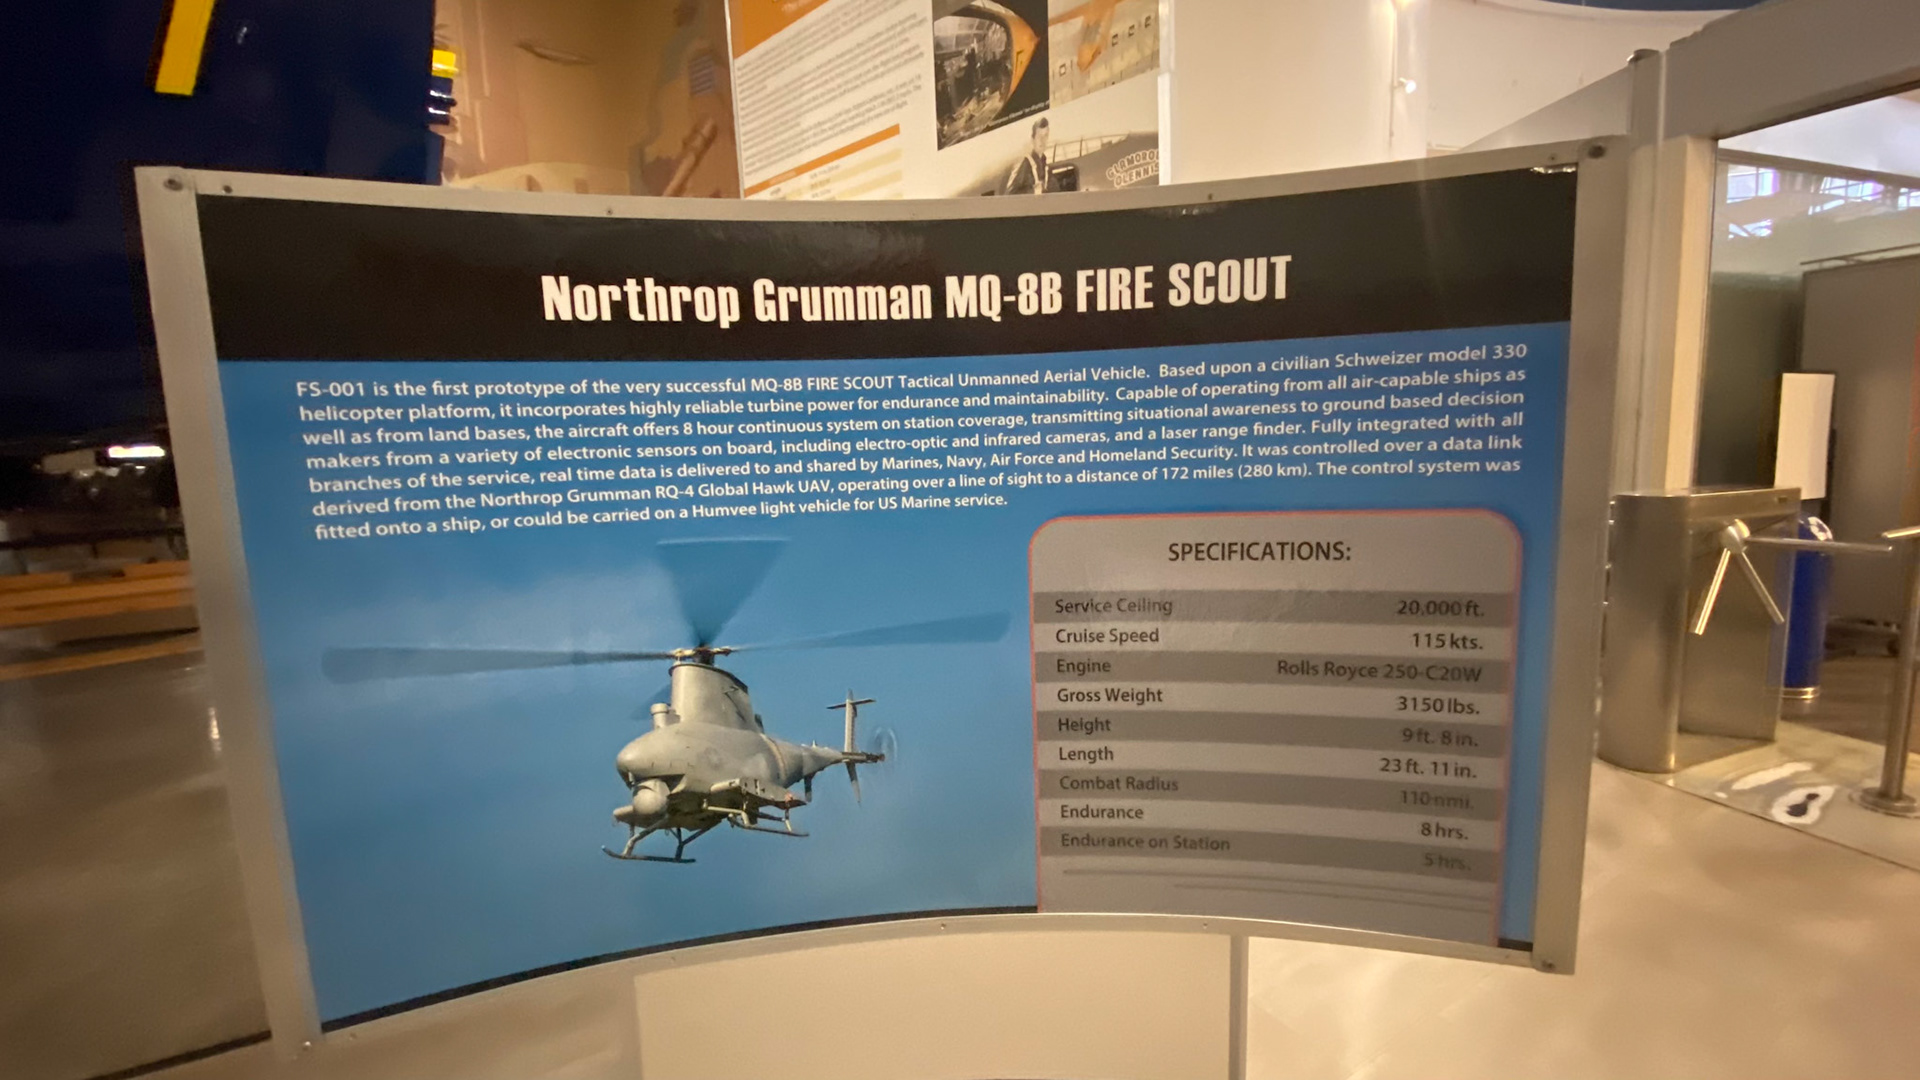 GLAMOROUS
GLENNIS
Northrop Grumman MQ-8B FIRE SCOUT
FS-001 is the first prototype of the very successful MQ-8B FIRE SCOUT Tactical Unmanned Aerial Vehicle. Based upon a civilian Schweizer model 330
helicopter platform, it incorporates highly reliable turbine power for endurance and maintainability. Capable of operating from all air-capable ships as
well as from land bases, the aircraft offers 8 hour continuous system on station coverage, transmitting situational awareness to ground based decision
makers from a variety of electronic sensors on board, including electro-optic and infrared cameras, and a laser range finder. Fully integrated with all
branches of the service, real time data is delivered to and shared by Marines, Navy, Air Force and Homeland Security. It was controlled over a data link
derived from the Northrop Grumman RQ-4 Global Hawk UAV, operating over a line of sight to a distance of 172 miles (280 km). The control system was
fitted onto a ship, or could be carried on a Humvee light vehicle for US Marine service.
SPECIFICATIONS:
Service Ceiling 20,000 ft.
Cruise Speed 115 kts.
Engine Rolls Royce 250-C20W
Gross Weight 3150 lbs.
Height 9 ft. 8 in.
Length 23 ft. 11 in.
Combat Radius 110 nmi.
Endurance 8 hrs.
Endurance on Station 5 hrs.